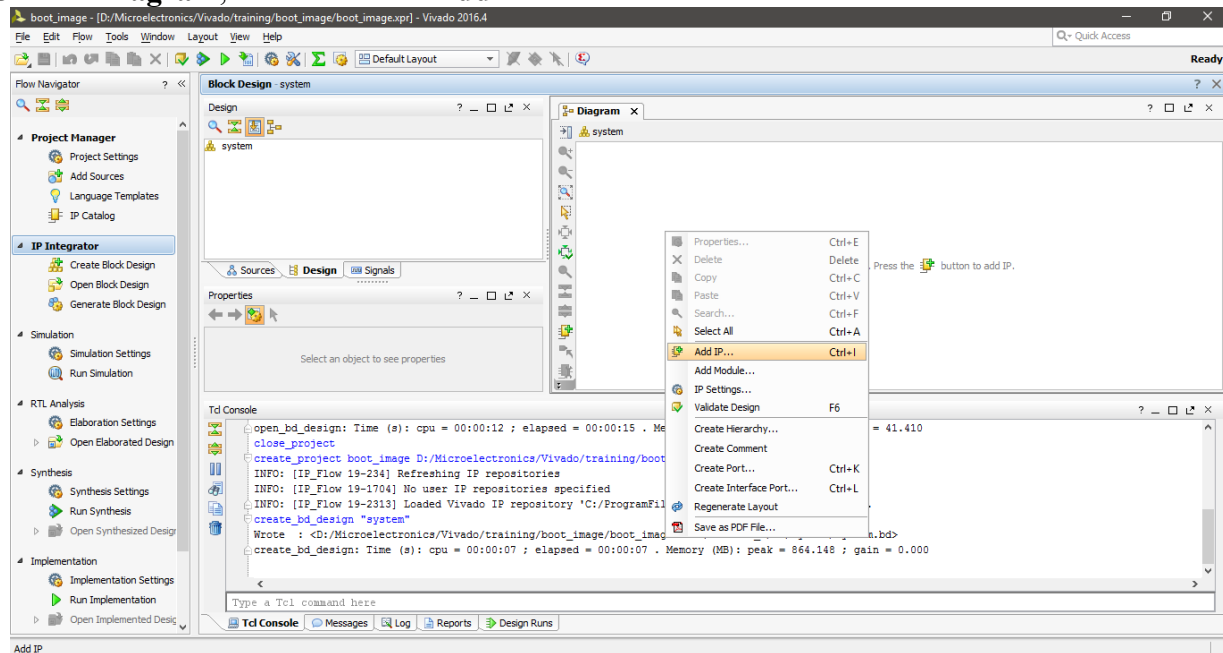 boot_image - [D:/Microelectronics/Vivado/training/boot_image/boot_image.xpr] - Vivado 2016.4
File Edit Flow Tools Window Layout View Help
Quick Access
Default Layout
Ready
Flow Navigator ? «
Project Manager
Project Settings
Add Sources
Language Templates
IP Catalog
IP Integrator
Create Block Design
Open Block Design
Generate Block Design
Simulation
Simulation Settings
Run Simulation
RTL Analysis
Elaboration Settings
Open Elaborated Design
Synthesis
Synthesis Settings
Run Synthesis
Open Synthesized Desigr
Implementation
Implementation Settings
Run Implementation
Open Implemented Desig
Block Design - system
Design
system
Sources Design Signals
Properties
Select an object to see properties
Diagram
system
Press the button to add IP.
Properties... Ctrl+E
Delete Delete
Copy Ctrl+C
Paste Ctrl+V
Search... Ctrl+F
Select All Ctrl+A
Add IP... Ctrl+I
Add Module...
IP Settings...
Validate Design F6
Create Hierarchy...
Create Comment
Create Port... Ctrl+K
Create Interface Port... Ctrl+L
Regenerate Layout
Save as PDF File...
Tcl Console
open_bd_design: Time (s): cpu = 00:00:12 ; elapsed = 00:00:15 . Me = 41.410
close_project
create_project boot_image D:/Microelectronics/Vivado/training/boot
INFO: [IP_Flow 19-234] Refreshing IP repositories
INFO: [IP_Flow 19-1704] No user IP repositories specified
INFO: [IP_Flow 19-2313] Loaded Vivado IP repository 'C:/ProgramFil
create_bd_design "system"
Wrote : <D:/Microelectronics/Vivado/training/boot_image/boot_imag m.bd>
create_bd_design: Time (s): cpu = 00:00:07 ; elapsed = 00:00:07 . Memory (MB): peak = 864.148 ; gain = 0.000
Type a Tcl command here
Tcl Console Messages Log Reports Design Runs
Add IP